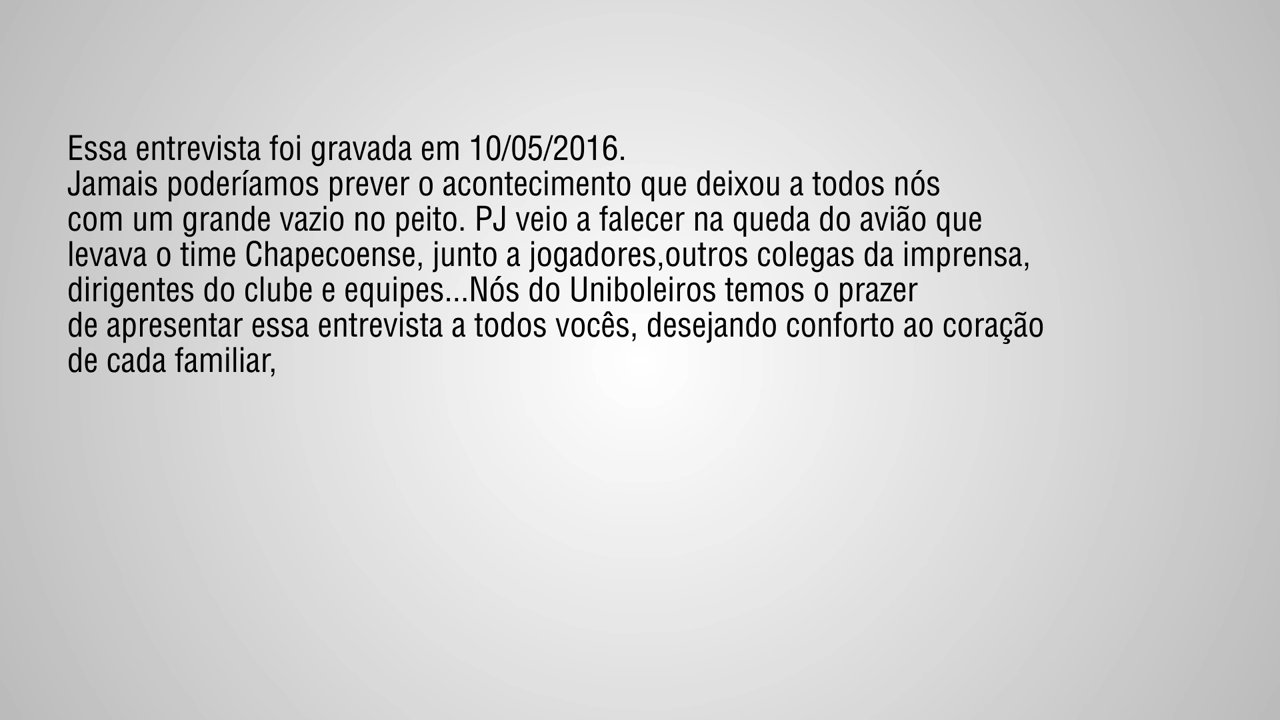 Essa entrevista foi gravada em 10/05/2016.
Jamais poderíamos prever o acontecimento que deixou a todos nós
com um grande vazio no peito. PJ veio a falecer na queda do avião que
levava o time Chapecoense, junto a jogadores,outros colegas da imprensa,
dirigentes do clube e equipes...Nós do Uniboleiros temos o prazer
de apresentar essa entrevista a todos vocês, desejando conforto ao coração
de cada familiar,